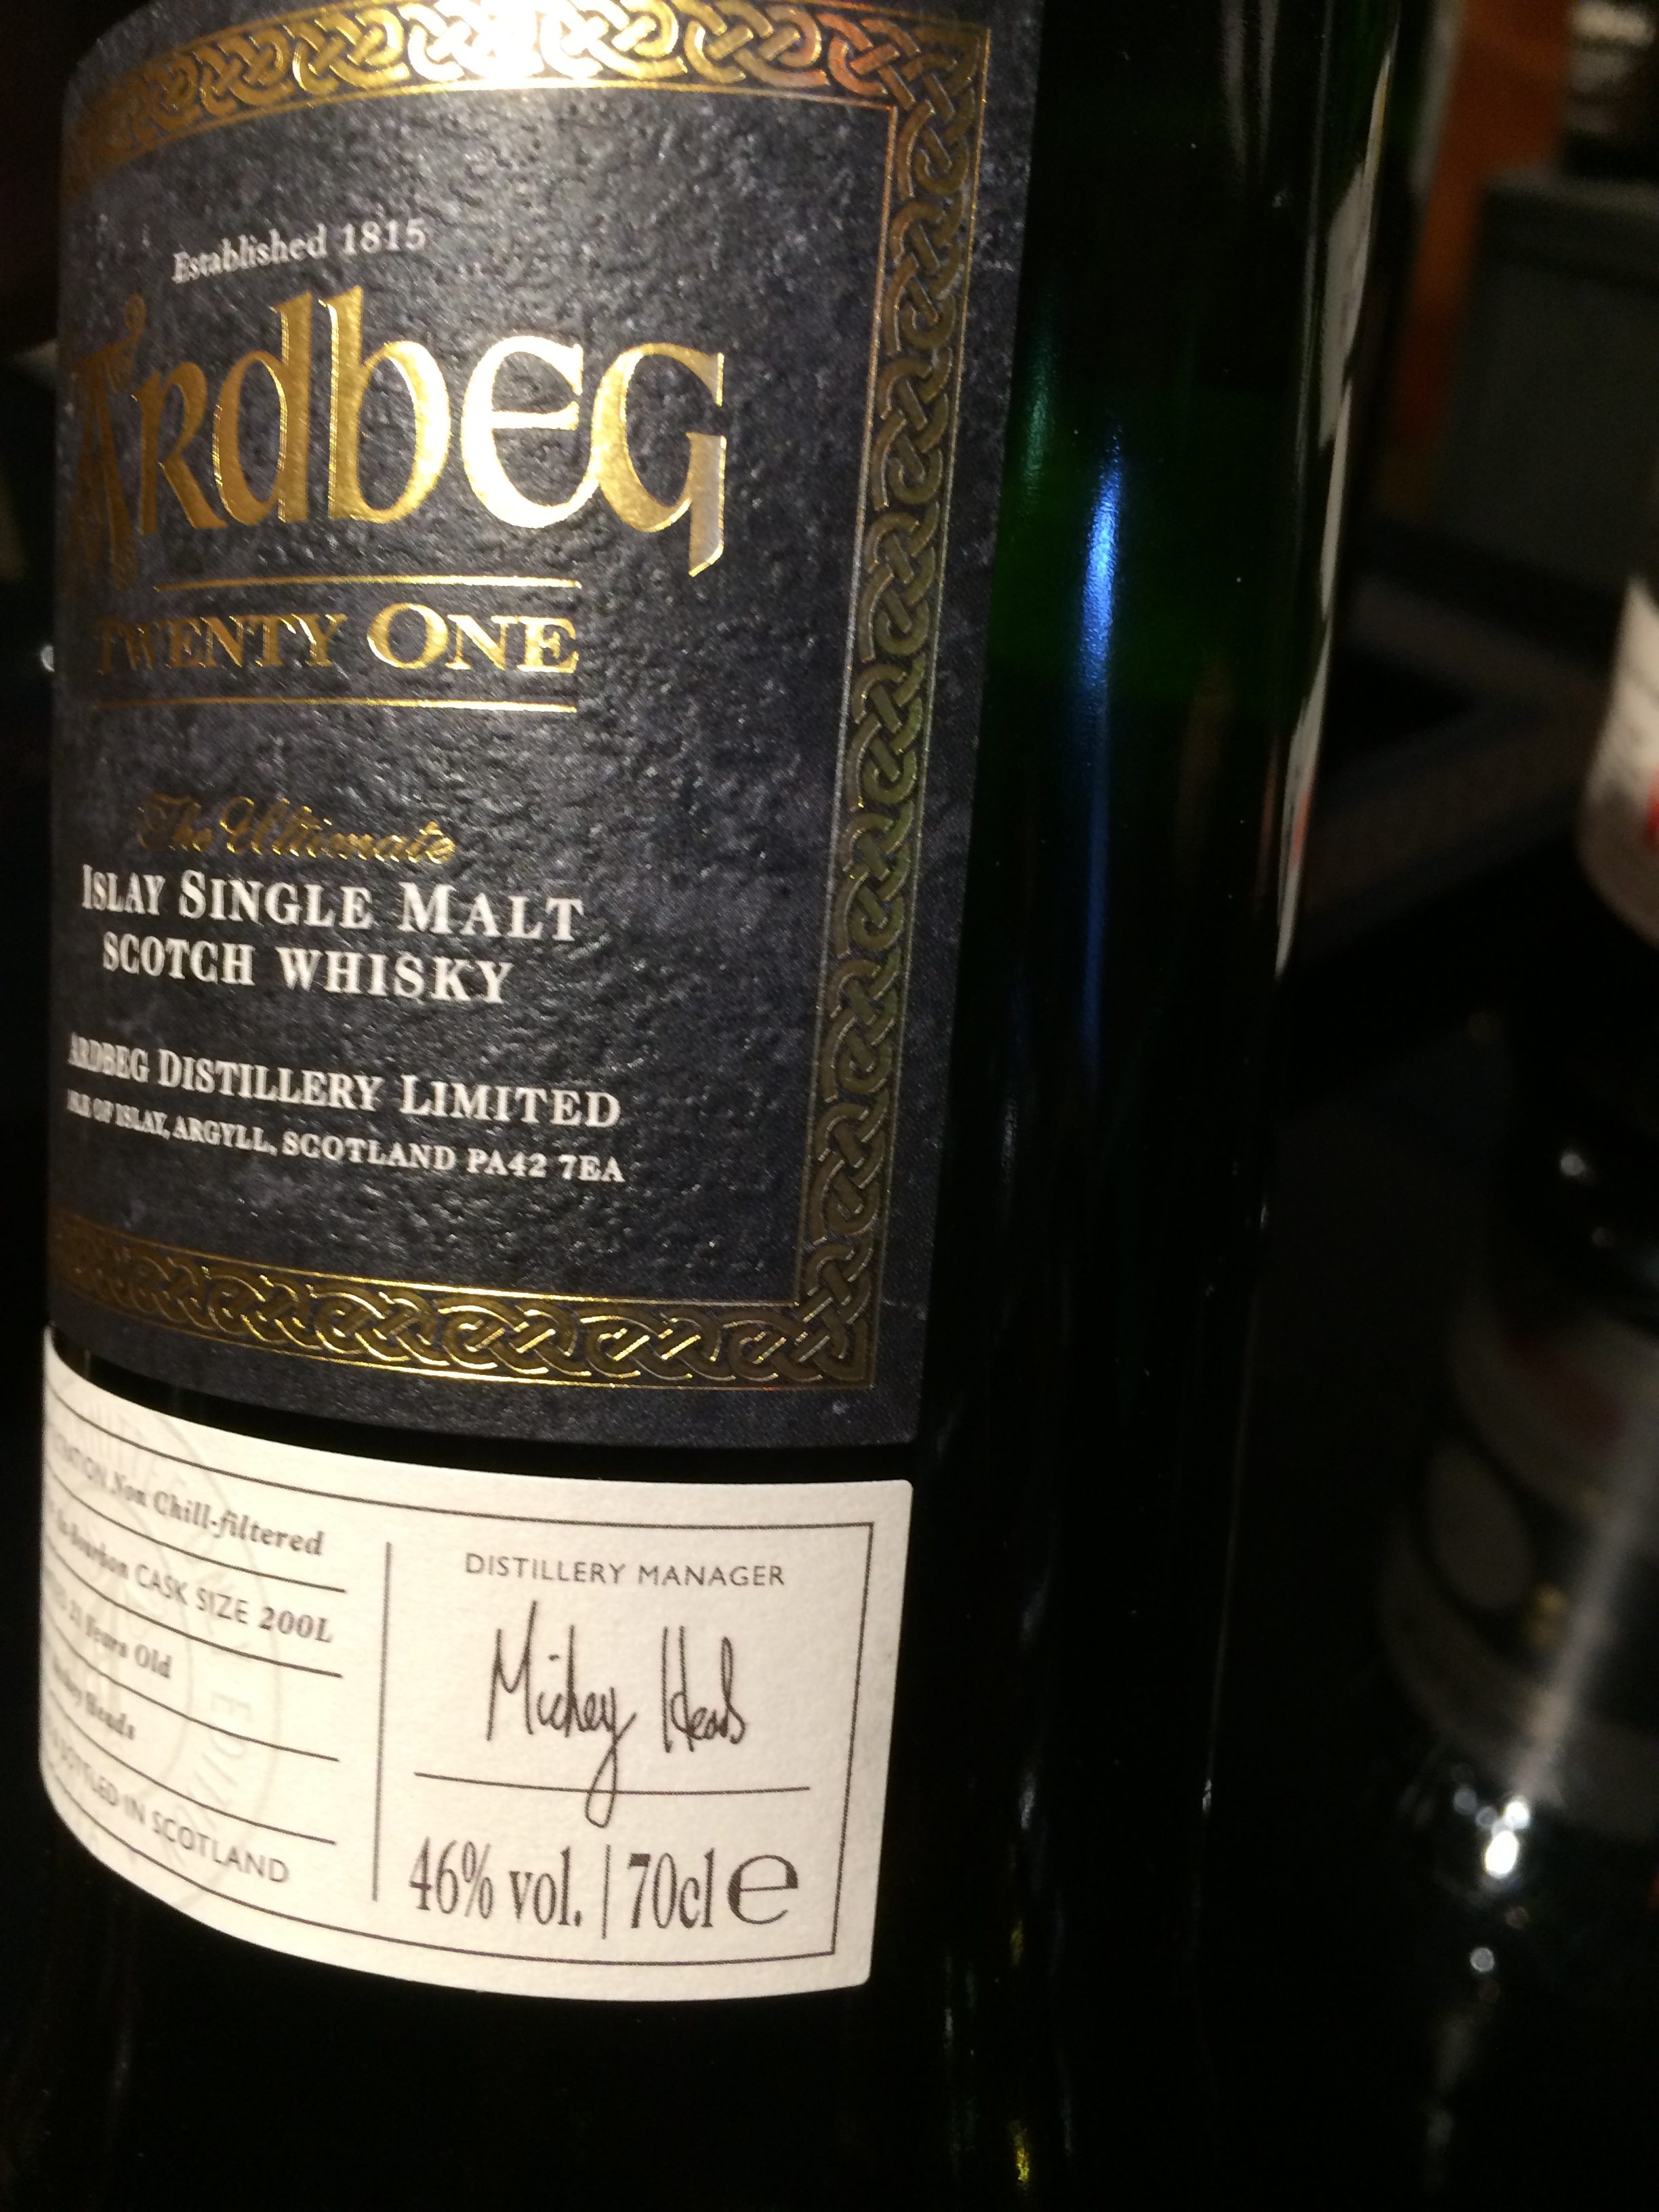 Established 1815
Ardbeg
TWENTY ONE
The Ultimate
ISLAY SINGLE MALT
SCOTCH WHISKY
ARDBEG DISTILLERY LIMITED
ISLE OF ISLAY, ARGYLL, SCOTLAND PA42 7EA
Non Chill-filtered
Bourbon CASK SIZE 200L
21 Years Old
Heads
BOTTLED IN SCOTLAND
DISTILLERY MANAGER
Mickey Heads
46% vol. | 70cl e